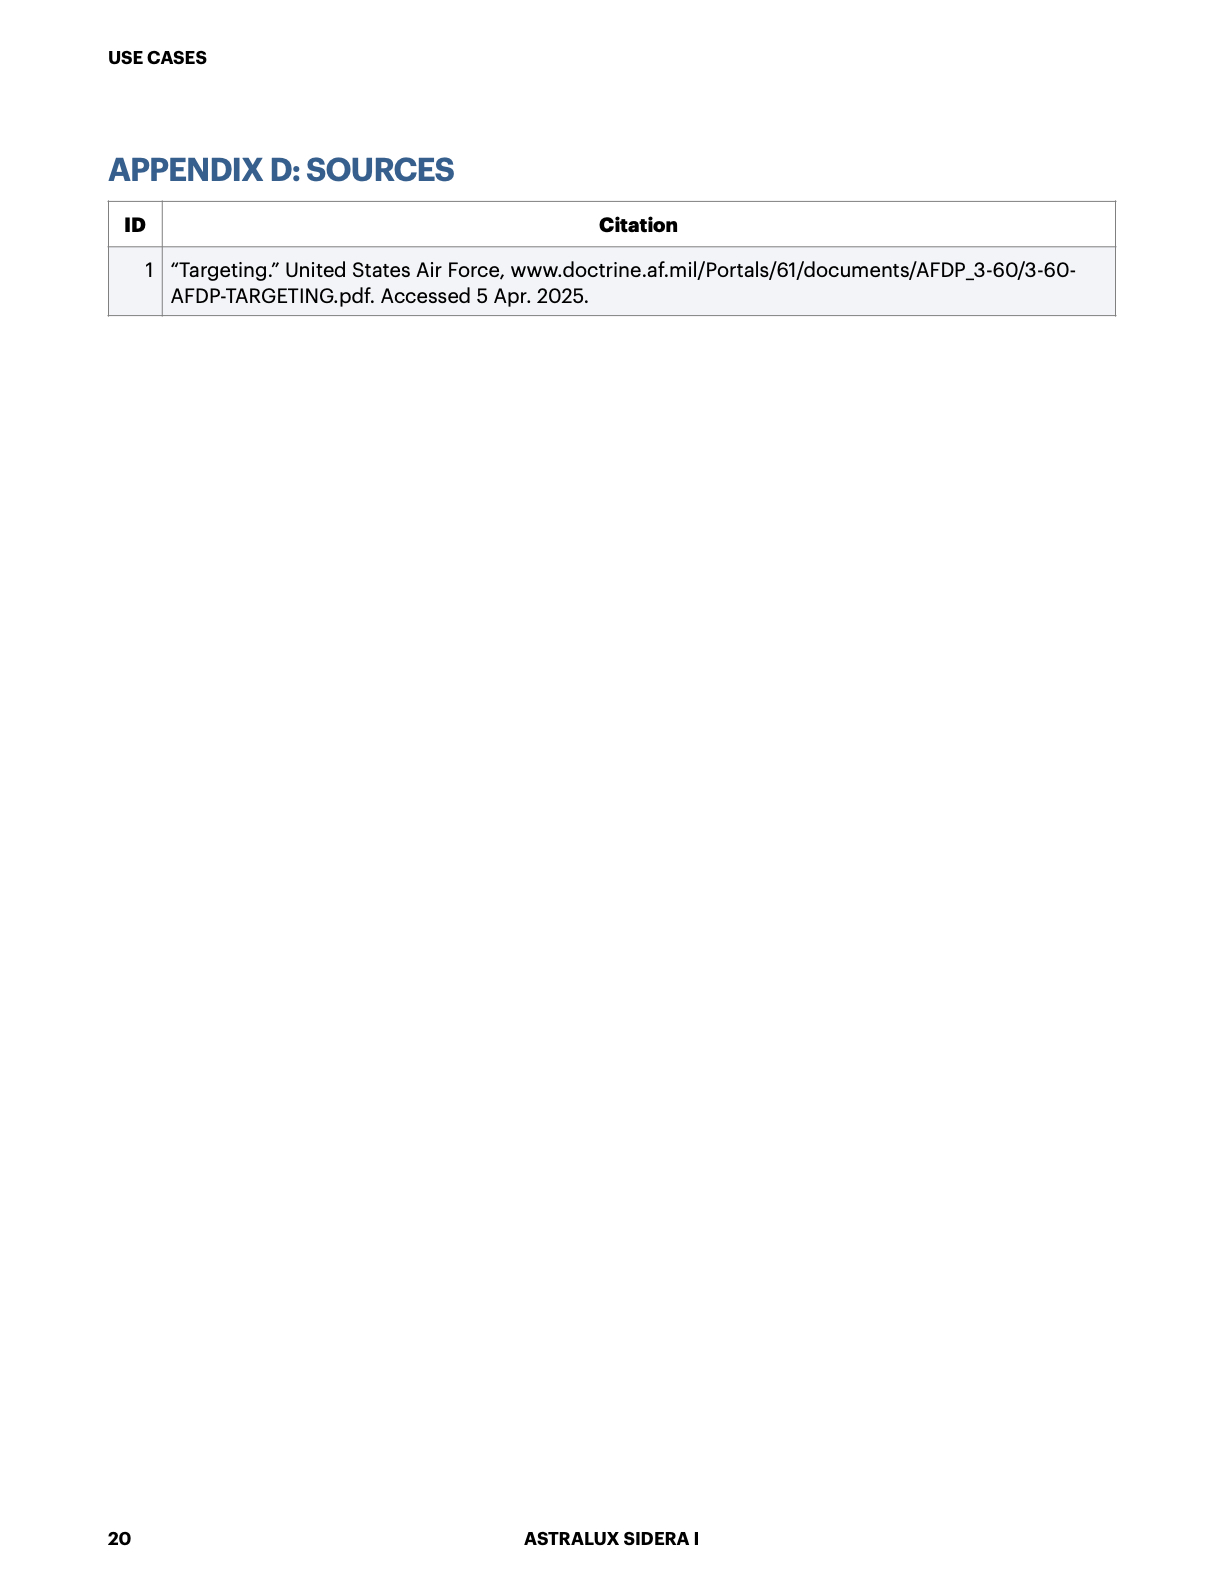 USE CASES
APPENDIX D: SOURCES
ID Citation
1 “Targeting.” United States Air Force, www.doctrine.af.mil/Portals/61/documents/AFDP_3-60/3-60-
AFDP-TARGETING.pdf. Accessed 5 Apr. 2025.
20 ASTRALUX SIDERA I